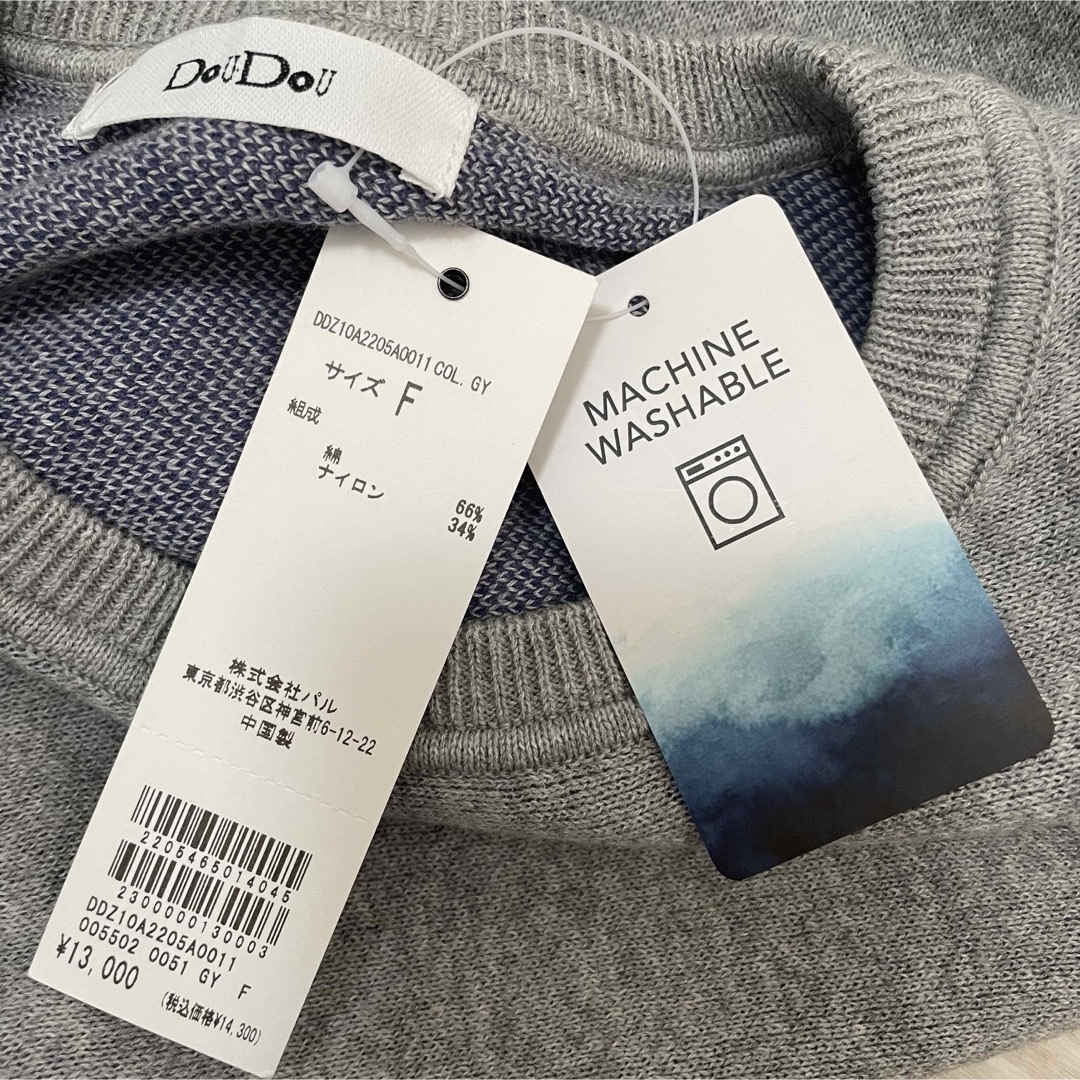 DouDou
DDZ10A2205A0011 COL. GY
サイズ F
組成
綿 66%
ナイロン 34%
株式会社パル
東京都渋谷区神宮前6-12-22
中国製
2205465014045
2300000130003
DDZ10A2205A0011
005502 0051 GY F
¥13,000
(税込価格¥14,300)
MACHINE
WASHABLE